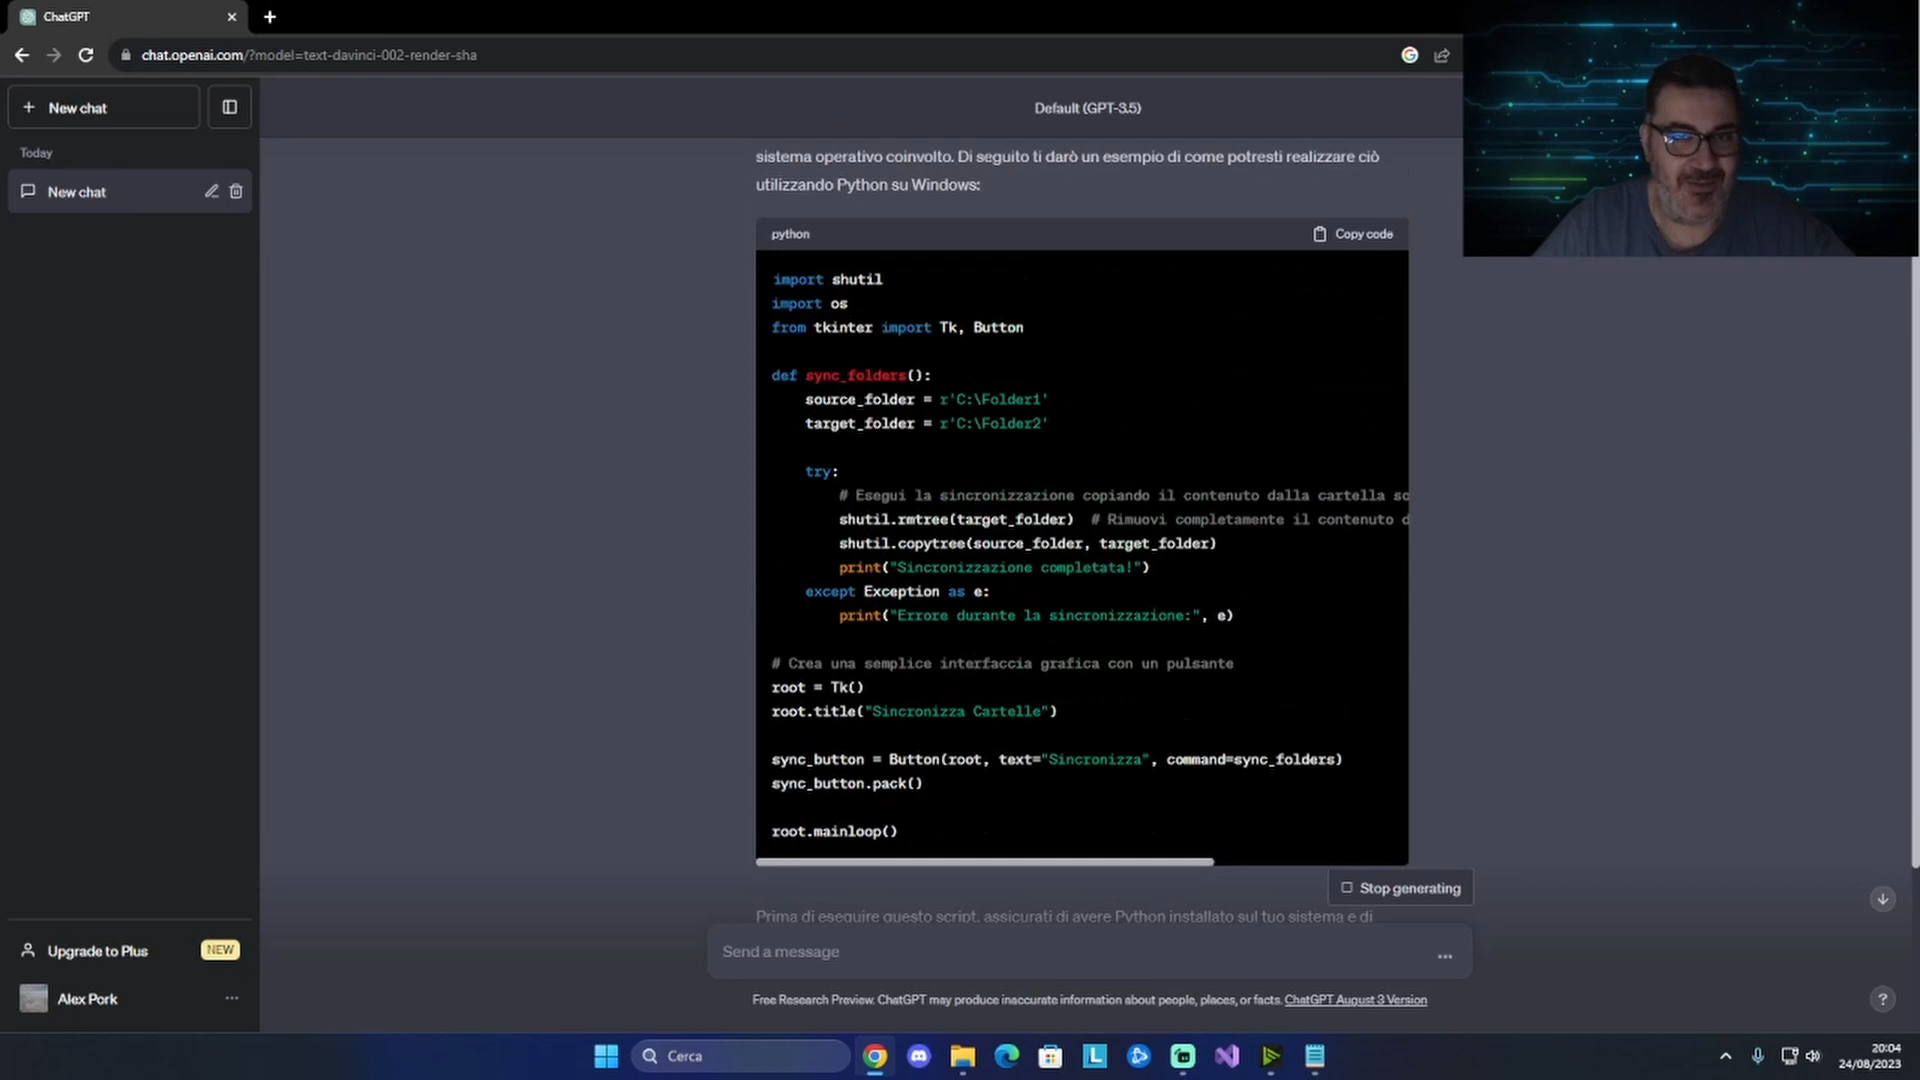 ChatGPT
chat.openai.com/?model=text-davinci-002-render-sha
New chat
Today
New chat
Default (GPT-3.5)
sistema operativo coinvolto. Di seguito ti darò un esempio di come potresti realizzare ciò
utilizzando Python su Windows:
python
Copy code
import shutil
import os
from tkinter import Tk, Button
def sync_folders():
source_folder = r'C:\Folder1'
target_folder = r'C:\Folder2'
try:
# Esegui la sincronizzazione copiando il contenuto dalla cartella so
shutil.rmtree(target_folder)  # Rimuovi completamente il contenuto d
shutil.copytree(source_folder, target_folder)
print("Sincronizzazione completata!")
except Exception as e:
print("Errore durante la sincronizzazione:", e)
# Crea una semplice interfaccia grafica con un pulsante
root = Tk()
root.title("Sincronizza Cartelle")
sync_button = Button(root, text="Sincronizza", command=sync_folders)
sync_button.pack()
root.mainloop()
Stop generating
Prima di eseguire questo script, assicurati di avere Python installato sul tuo sistema e di
Send a message
Upgrade to Plus
NEW
Alex Pork
Free Research Preview. ChatGPT may produce inaccurate information about people, places, or facts. ChatGPT August 3 Version
Cerca
20:04
24/08/2023